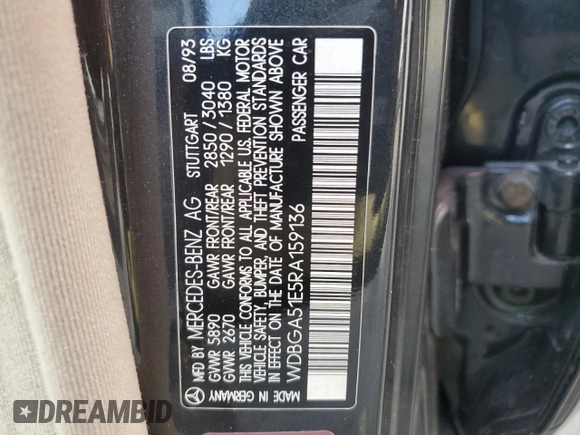 MFD BY MERCEDES-BENZ AG STUTTGART 08/93
GVWR 5890 GAWR FRONT/REAR 2850/3040 LBS
GVWR 2670 GAWR FRONT/REAR 1290/1380 KG
THIS VEHICLE CONFORMS TO ALL APPLICABLE U.S. FEDERAL MOTOR
VEHICLE SAFETY, BUMPER, AND THEFT PREVENTION STANDARDS
IN EFFECT ON THE DATE OF MANUFACTURE SHOWN ABOVE
WDBGA51E5RA159136 PASSENGER CAR
MADE IN GERMANY
DREAMBID